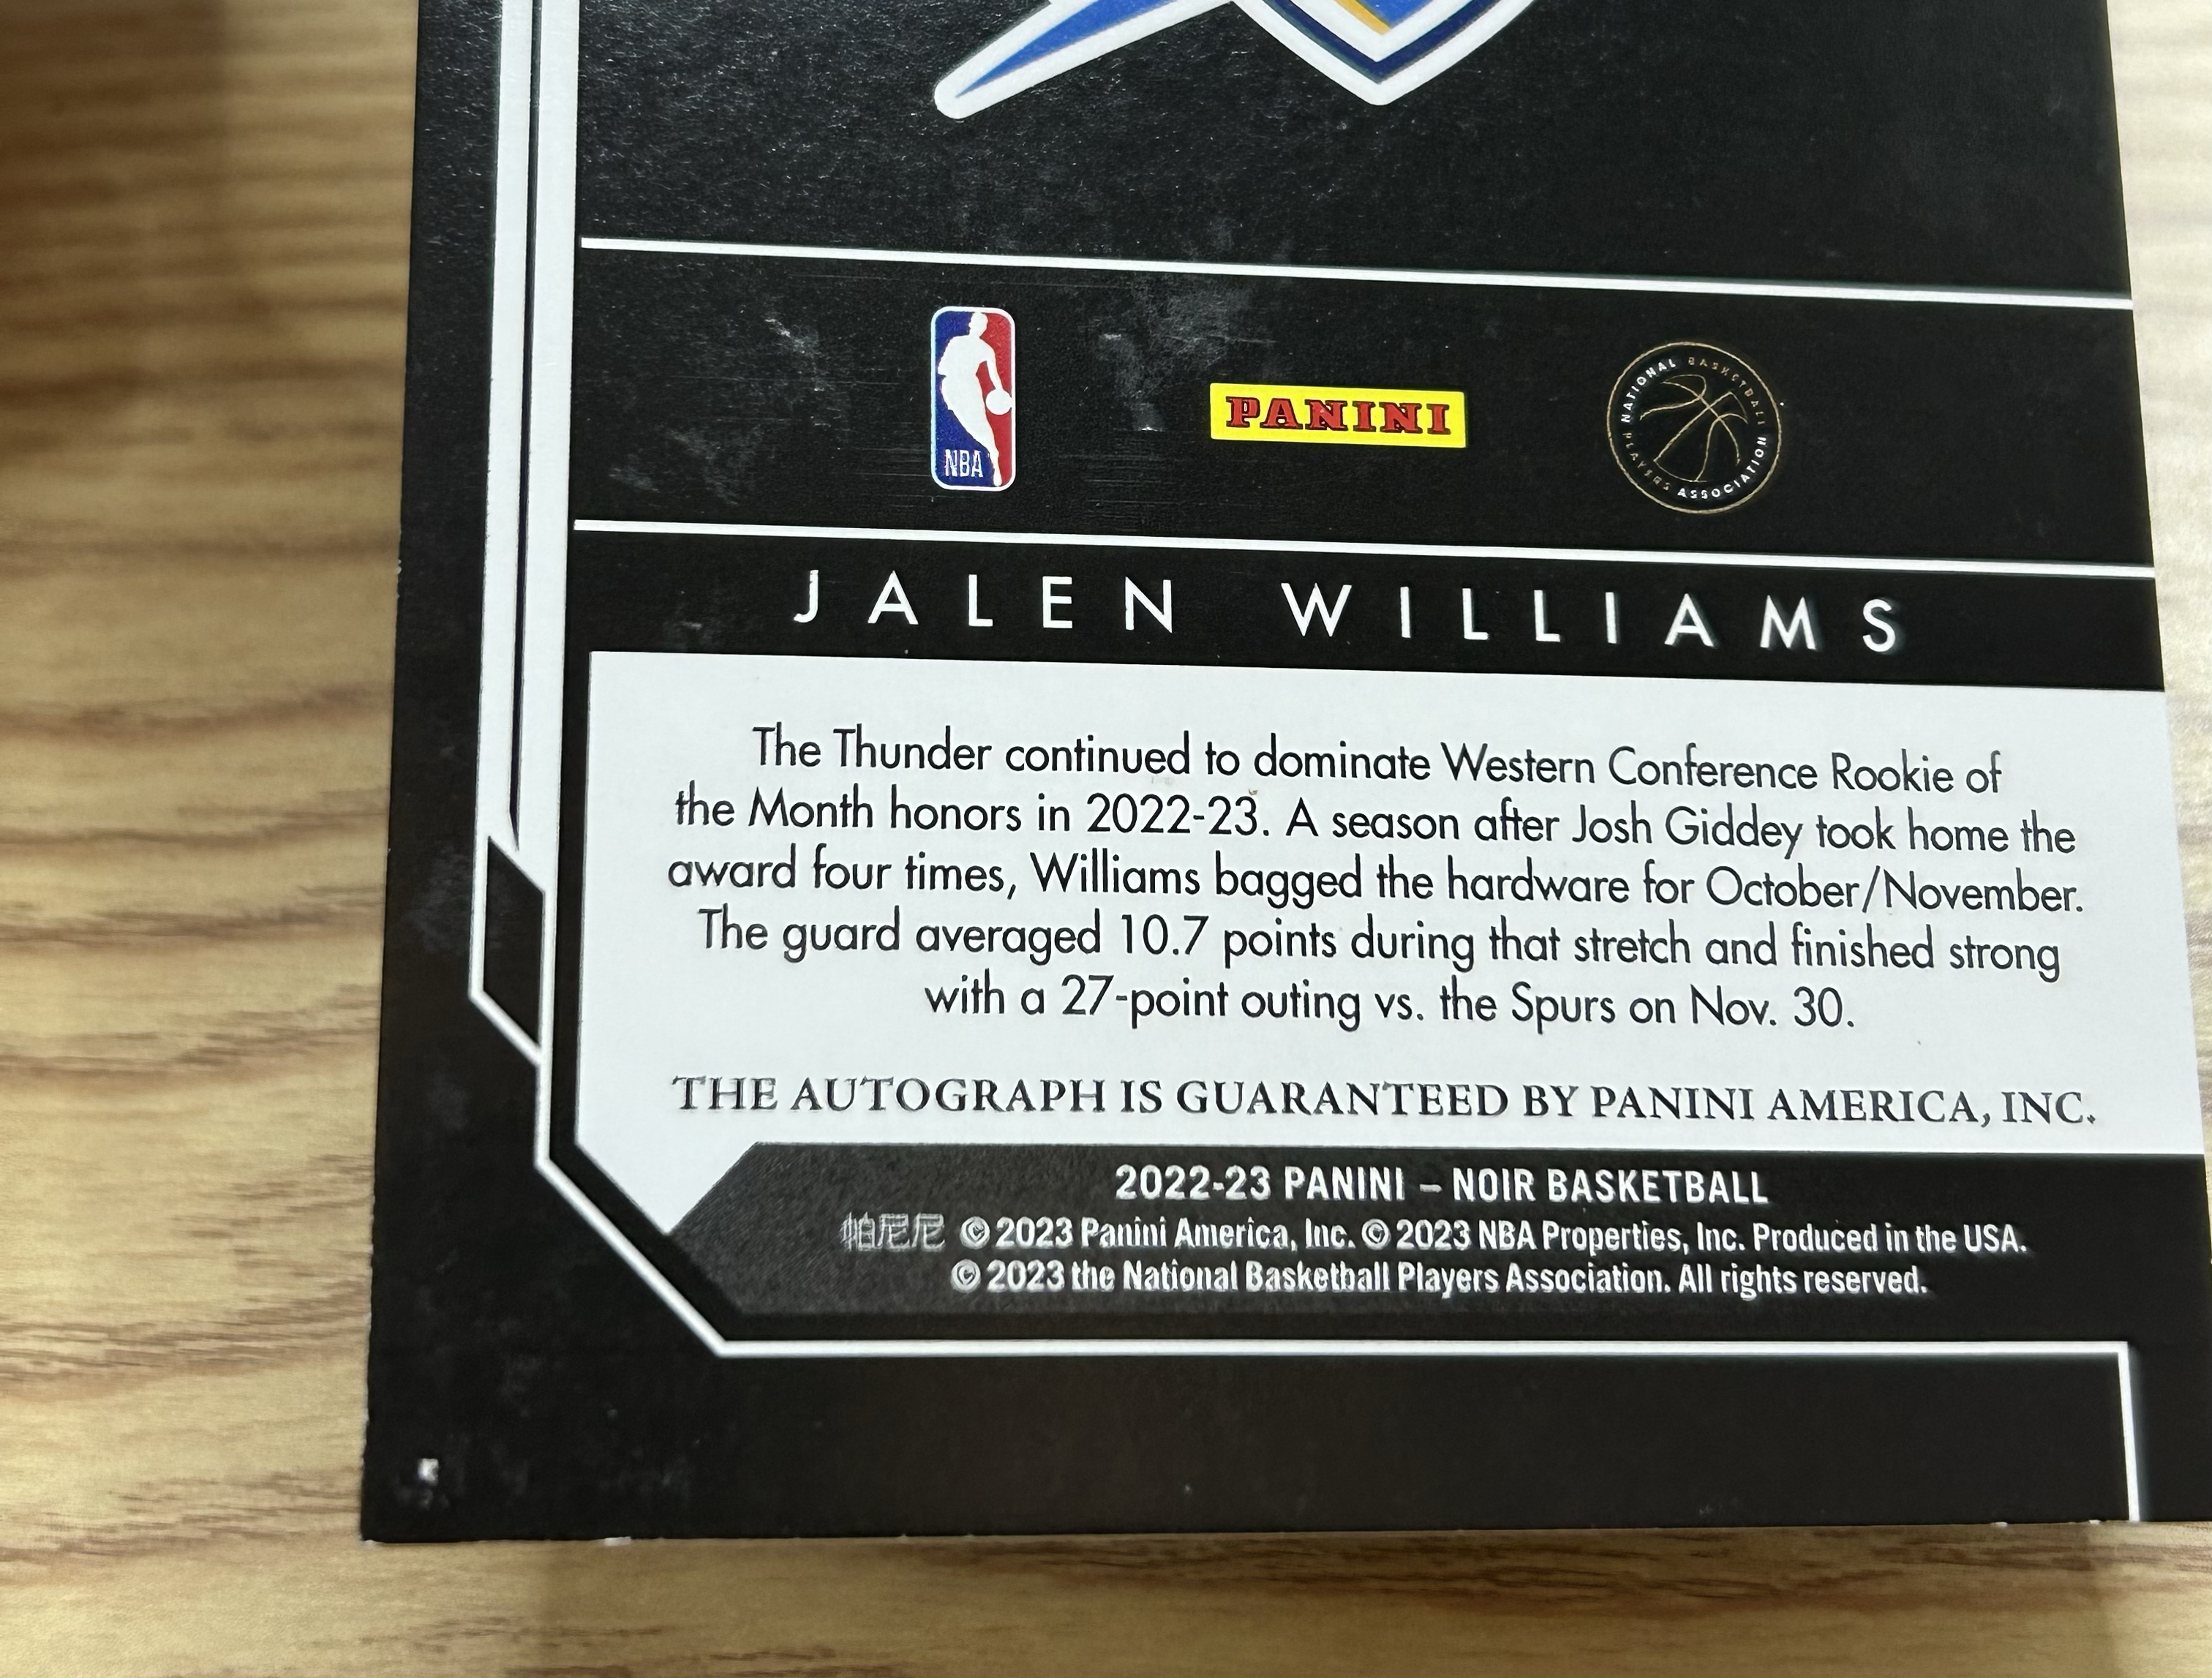 NBA
PANINI
NATIONAL BASKETBALL PLAYERS ASSOCIATION
JALEN WILLIAMS
The Thunder continued to dominate Western Conference Rookie of
the Month honors in 2022-23. A season after Josh Giddey took home the
award four times, Williams bagged the hardware for October/November.
The guard averaged 10.7 points during that stretch and finished strong
with a 27-point outing vs. the Spurs on Nov. 30.
THE AUTOGRAPH IS GUARANTEED BY PANINI AMERICA, INC.
2022-23 PANINI – NOIR BASKETBALL
帕尼尼 © 2023 Panini America, Inc. © 2023 NBA Properties, Inc. Produced in the USA.
© 2023 the National Basketball Players Association. All rights reserved.